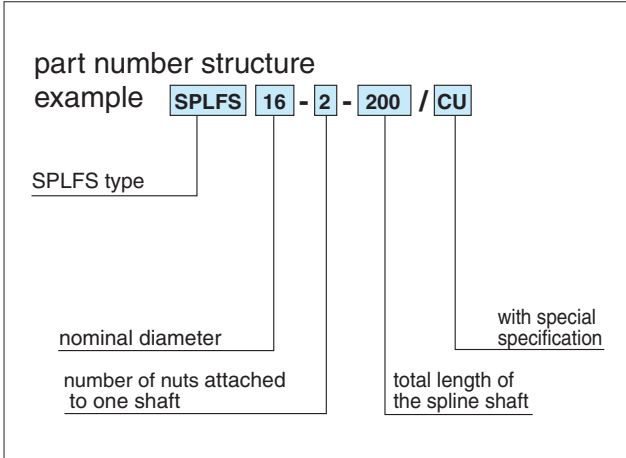 part number structure
example SPLFS 16 - 2 - 200 / CU
SPLFS type
with special
specification
nominal diameter
number of nuts attached
to one shaft
total length of
the spline shaft